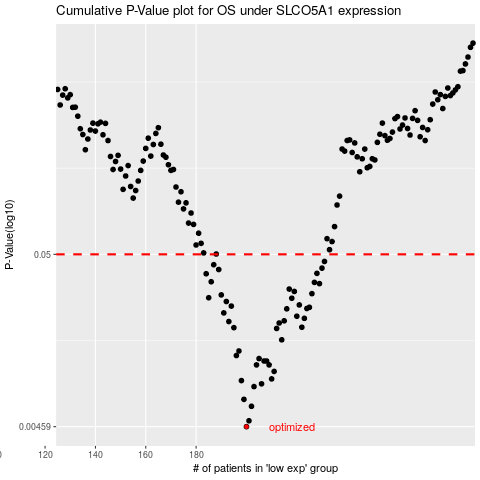 Cumulative P-Value plot for OS under SLCO5A1 expression
P-Value(log10)
0.05
0.00459
optimized
0 120 140 160 180
# of patients in 'low exp' group